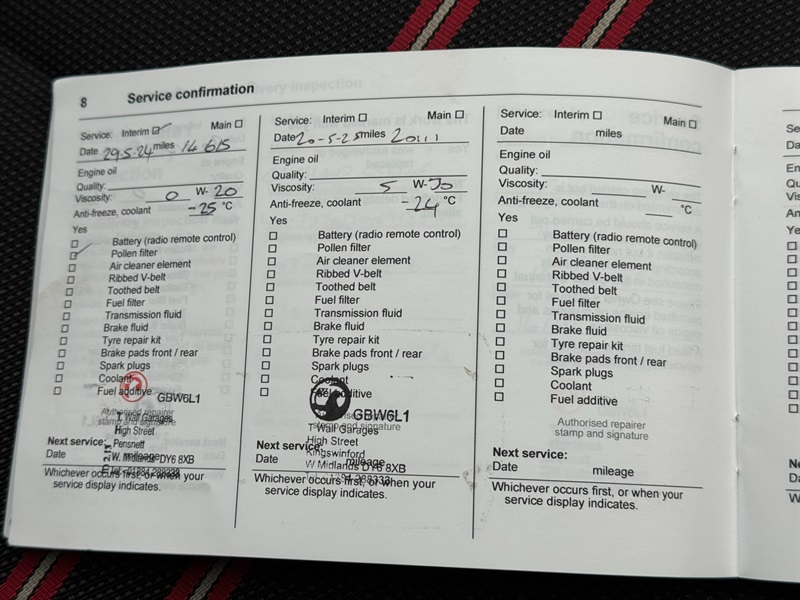 8 Service confirmation
Service: Interim Main
Date 29-5-24 miles 14615
Engine oil
Quality:
Viscosity: 0 W- 20
Anti-freeze, coolant -25 °C
Yes
Battery (radio remote control)
Pollen filter
Air cleaner element
Ribbed V-belt
Toothed belt
Fuel filter
Transmission fluid
Brake fluid
Tyre repair kit
Brake pads front / rear
Spark plugs
Coolant
Fuel additive
GBW6L1
Authorised repairer
T Wall Garages
stamp and signature
High Street
Next service: Pensnett
Date W. Midlands DY6 8XB
Whichever occurs first, or when your
service display indicates.
Service: Interim Main
Date 20-5-25 miles 20111
Engine oil
Quality:
Viscosity: 5 W-30
Anti-freeze, coolant -24 °C
Yes
Battery (radio remote control)
Pollen filter
Air cleaner element
Ribbed V-belt
Toothed belt
Fuel filter
Transmission fluid
Brake fluid
Tyre repair kit
Brake pads front / rear
Spark plugs
Coolant
Fuel additive
GBW6L1
T Wall Garages
stamp and signature
High Street
Next service: Kingswinford
Date mileage
W Midlands DY6 8XB
Whichever occurs first, or when your
service display indicates.
Service: Interim Main
Date miles
Engine oil
Quality:
Viscosity: W-
Anti-freeze, coolant °C
Yes
Battery (radio remote control)
Pollen filter
Air cleaner element
Ribbed V-belt
Toothed belt
Fuel filter
Transmission fluid
Brake fluid
Tyre repair kit
Brake pads front / rear
Spark plugs
Coolant
Fuel additive
Authorised repairer
stamp and signature
Next service:
Date mileage
Whichever occurs first, or when your
service display indicates.